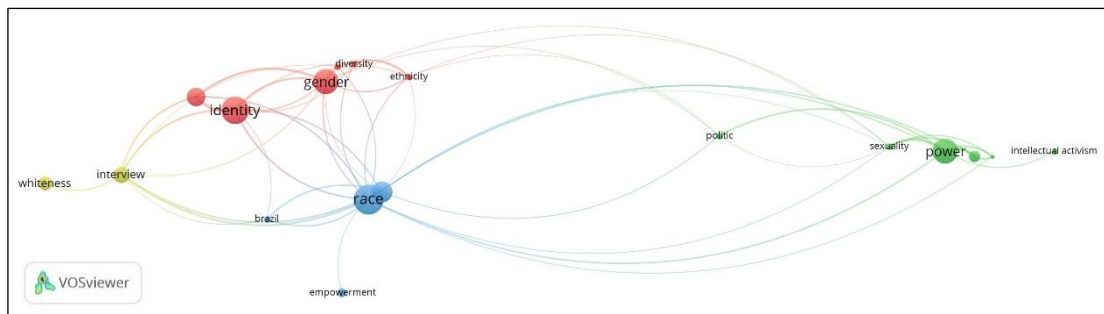 diversity
ethnicity
gender
identity
politic
sexuality
power
intellectual activism
interview
whiteness
race
brazil
empowerment
VOSviewer